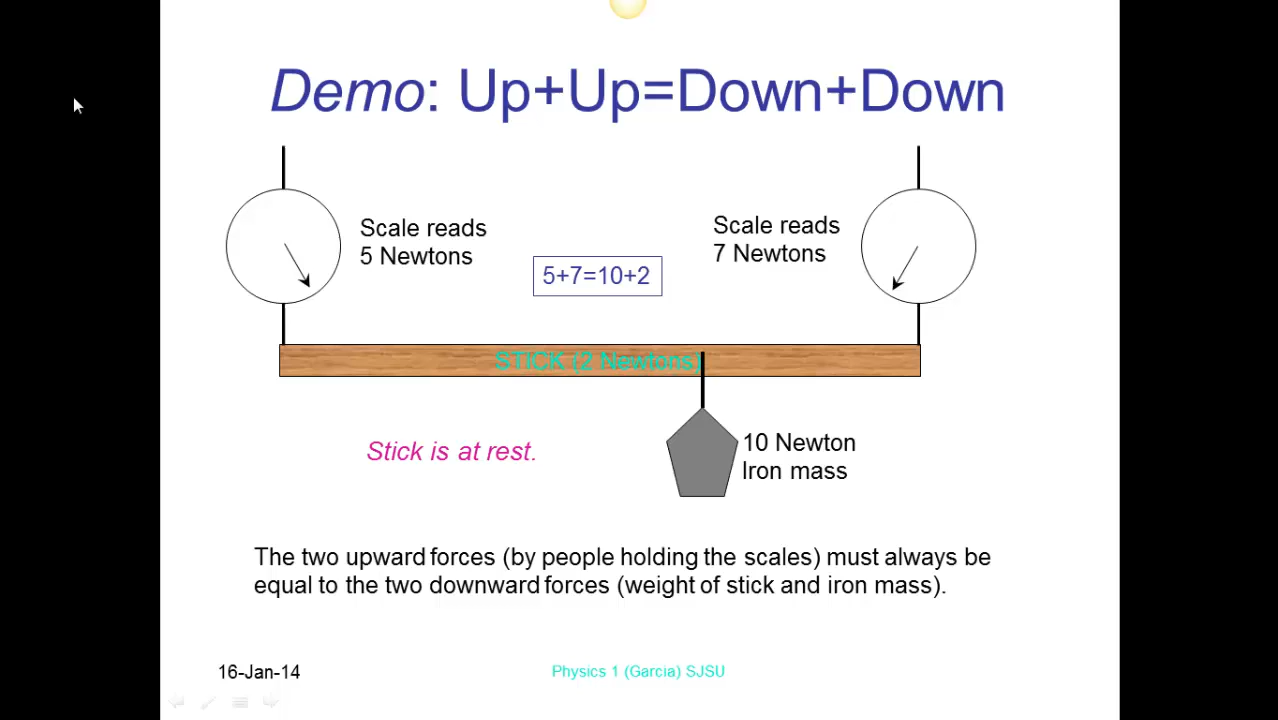 Demo: Up+Up=Down+Down
Scale reads
5 Newtons
Scale reads
7 Newtons
5+7=10+2
STICK (2 Newtons)
Stick is at rest.
10 Newton
Iron mass
The two upward forces (by people holding the scales) must always be
equal to the two downward forces (weight of stick and iron mass).
16-Jan-14
Physics 1 (Garcia) SJSU